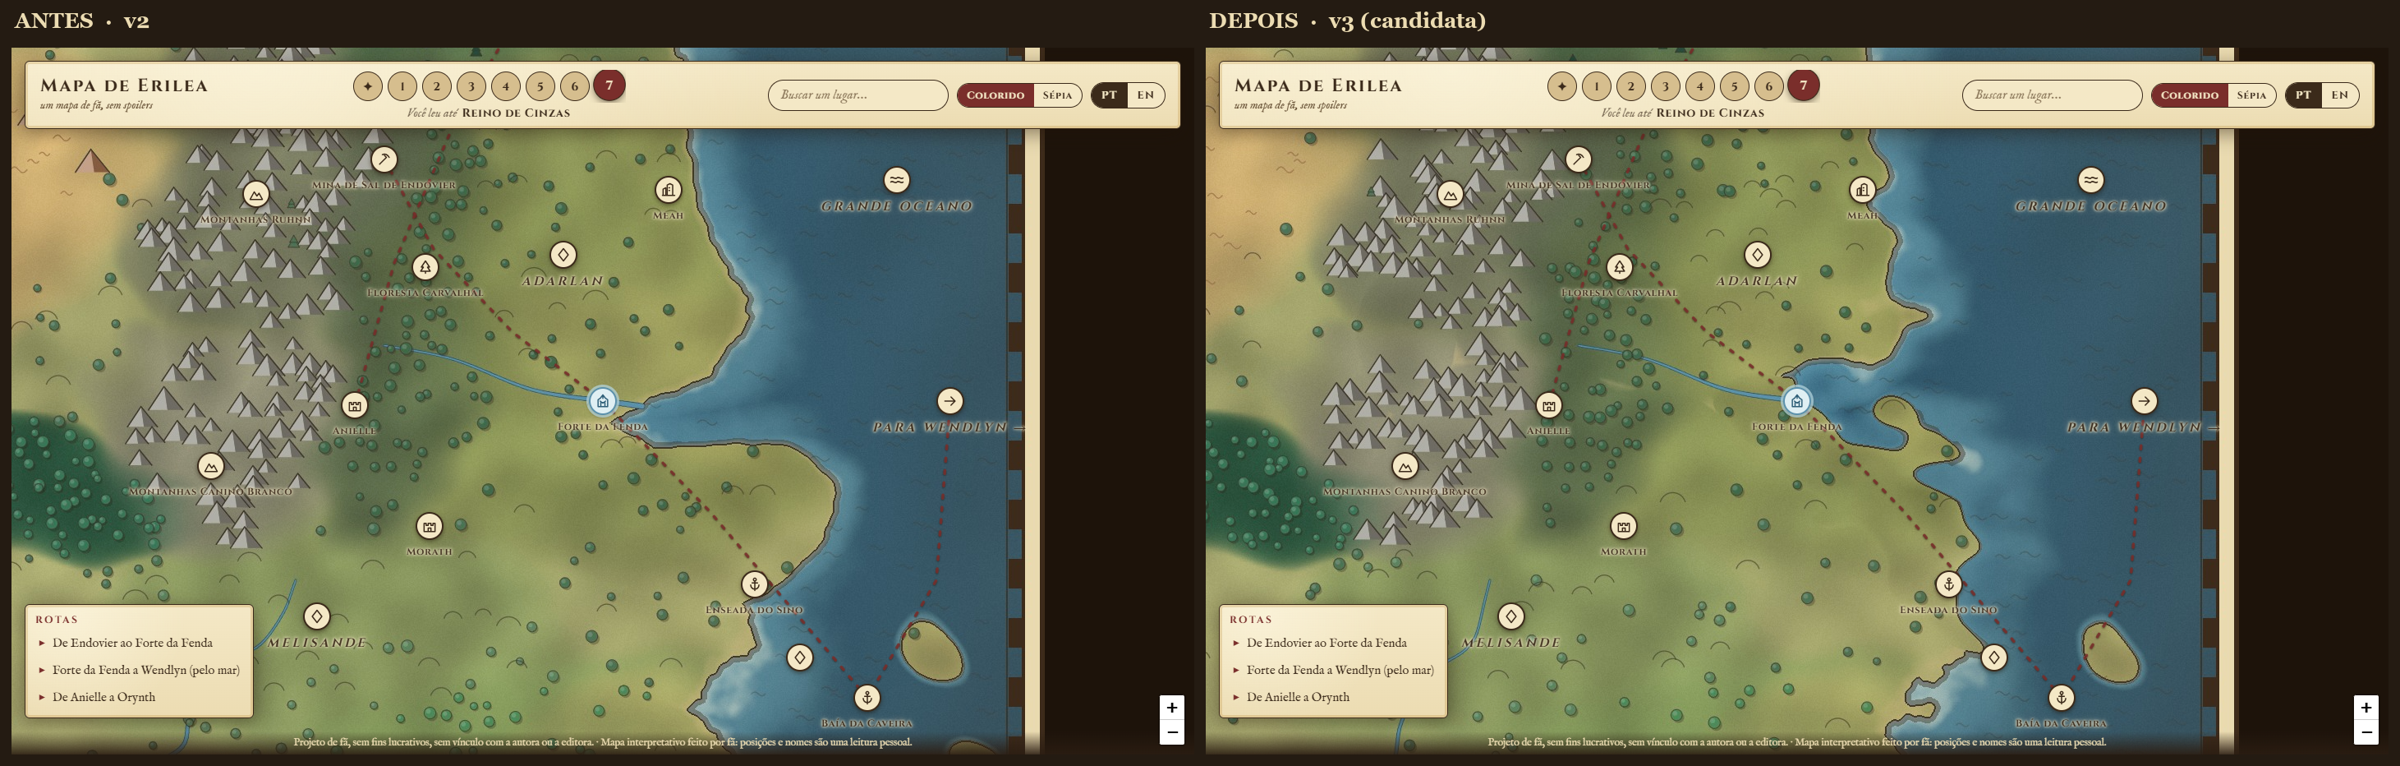 ANTES · v2
MAPA DE ERILEA
um mapa de fã, sem spoilers
✦ 1 2 3 4 5 6 7
Você leu até REINO DE CINZAS
Buscar um lugar...
COLORIDO SÉPIA
PT EN
MINA DE SAL DE ENDOVIER
MONTANHAS RUHNN
MEAH
GRANDE OCEANO
FLORESTA CARVALHAL
ADARLAN
ANIELLE
FORTE DA FENDA
PARA WENDLYN —
MONTANHAS CANINO BRANCO
MORATH
ENSEADA DO SINO
MELISANDE
BAÍA DA CAVEIRA
ROTAS
▸ De Endovier ao Forte da Fenda
▸ Forte da Fenda a Wendlyn (pelo mar)
▸ De Anielle a Orynth
+
−
Projeto de fã, sem fins lucrativos, sem vínculo com a autora ou a editora. · Mapa interpretativo feito por fã: posições e nomes são uma leitura pessoal.
DEPOIS · v3 (candidata)
MAPA DE ERILEA
um mapa de fã, sem spoilers
✦ 1 2 3 4 5 6 7
Você leu até REINO DE CINZAS
Buscar um lugar...
COLORIDO SÉPIA
PT EN
MINA DE SAL DE ENDOVIER
MONTANHAS RUHNN
MEAH
GRANDE OCEANO
FLORESTA CARVALHAL
ADARLAN
ANIELLE
FORTE DA FENDA
PARA WENDLYN —
MONTANHAS CANINO BRANCO
MORATH
ENSEADA DO SINO
MELISANDE
BAÍA DA CAVEIRA
ROTAS
▸ De Endovier ao Forte da Fenda
▸ Forte da Fenda a Wendlyn (pelo mar)
▸ De Anielle a Orynth
+
−
Projeto de fã, sem fins lucrativos, sem vínculo com a autora ou a editora. · Mapa interpretativo feito por fã: posições e nomes são uma leitura pessoal.